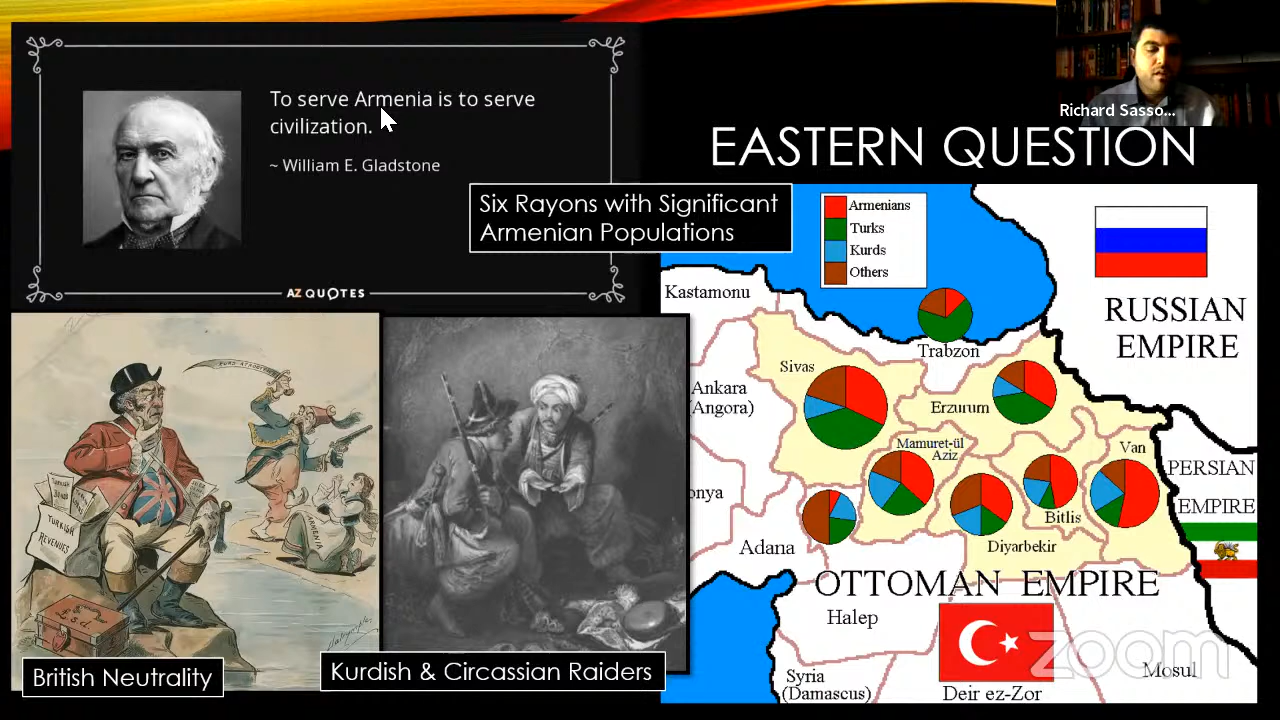 To serve Armenia is to serve
civilization.
~ William E. Gladstone
AZ QUOTES
Richard Sasso...
EASTERN QUESTION
Six Rayons with Significant
Armenian Populations
Armenians
Turks
Kurds
Others
RUSSIAN
EMPIRE
Kastamonu
Trabzon
Sivas
Ankara
(Angora)
Erzurum
Mamuret-ül
Aziz
Van
PERSIAN
EMPIRE
onya
Bitlis
Adana
Diyarbekir
OTTOMAN EMPIRE
Halep
Syria
(Damascus)
Deir ez-Zor
Mosul
zoom
TURKISH
REVENUES
ARMENIA
£.s.d.
British Neutrality
Kurdish & Circassian Raiders